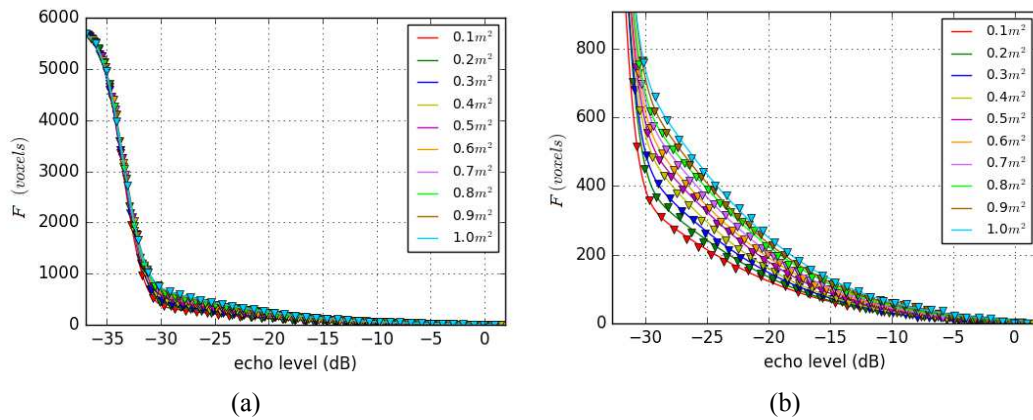 6000
5000
4000
3000
2000
1000
0
F (voxels)
−35 −30 −25 −20 −15 −10 −5 0
echo level (dB)
0.1m²
0.2m²
0.3m²
0.4m²
0.5m²
0.6m²
0.7m²
0.8m²
0.9m²
1.0m²
(a)
800
600
400
200
0
F (voxels)
−30 −25 −20 −15 −10 −5 0
echo level (dB)
0.1m²
0.2m²
0.3m²
0.4m²
0.5m²
0.6m²
0.7m²
0.8m²
0.9m²
1.0m²
(b)